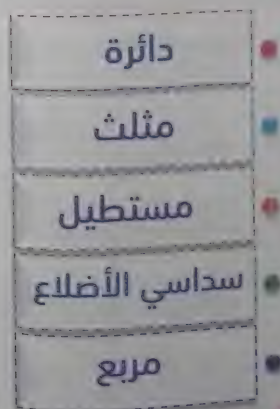 دائرة
مثلث
مستطيل
سداسي الأضلاع
مربع